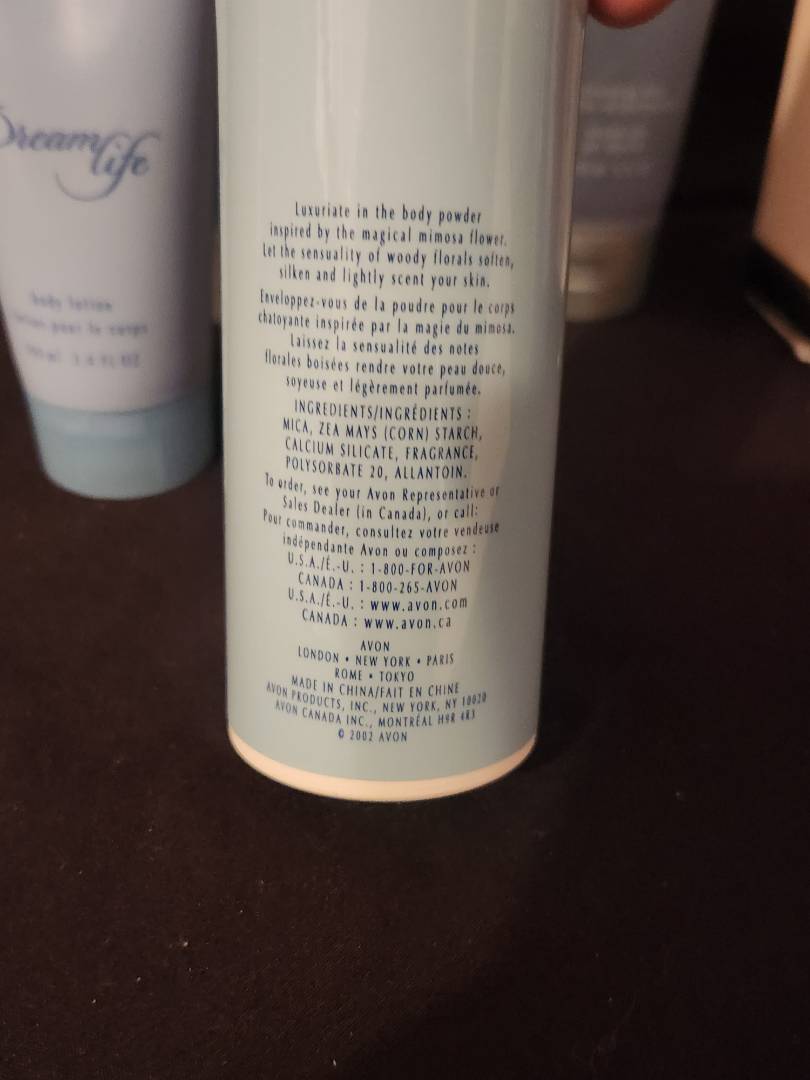 Dreamlife
body lotion
Luxuriate in the body powder
inspired by the magical mimosa flower.
Let the sensuality of woody florals soften,
silken and lightly scent your skin.
Enveloppez-vous de la poudre pour le corps
chatoyante inspirée par la magie du mimosa.
Laissez la sensualité des notes
florales boisées rendre votre peau douce,
soyeuse et légèrement parfumée.
INGREDIENTS/INGRÉDIENTS :
MICA, ZEA MAYS (CORN) STARCH,
CALCIUM SILICATE, FRAGRANCE,
POLYSORBATE 20, ALLANTOIN.
To order, see your Avon Representative or
Sales Dealer (in Canada), or call:
Pour commander, consultez votre vendeuse
indépendante Avon ou composez :
U.S.A./É.-U. : 1-800-FOR-AVON
CANADA : 1-800-265-AVON
U.S.A./É.-U. : www.avon.com
CANADA : www.avon.ca
AVON
LONDON • NEW YORK • PARIS
ROME • TOKYO
MADE IN CHINA/FAIT EN CHINE
AVON PRODUCTS, INC., NEW YORK, NY 10020
AVON CANADA INC., MONTRÉAL H9R 4R3
© 2002 AVON